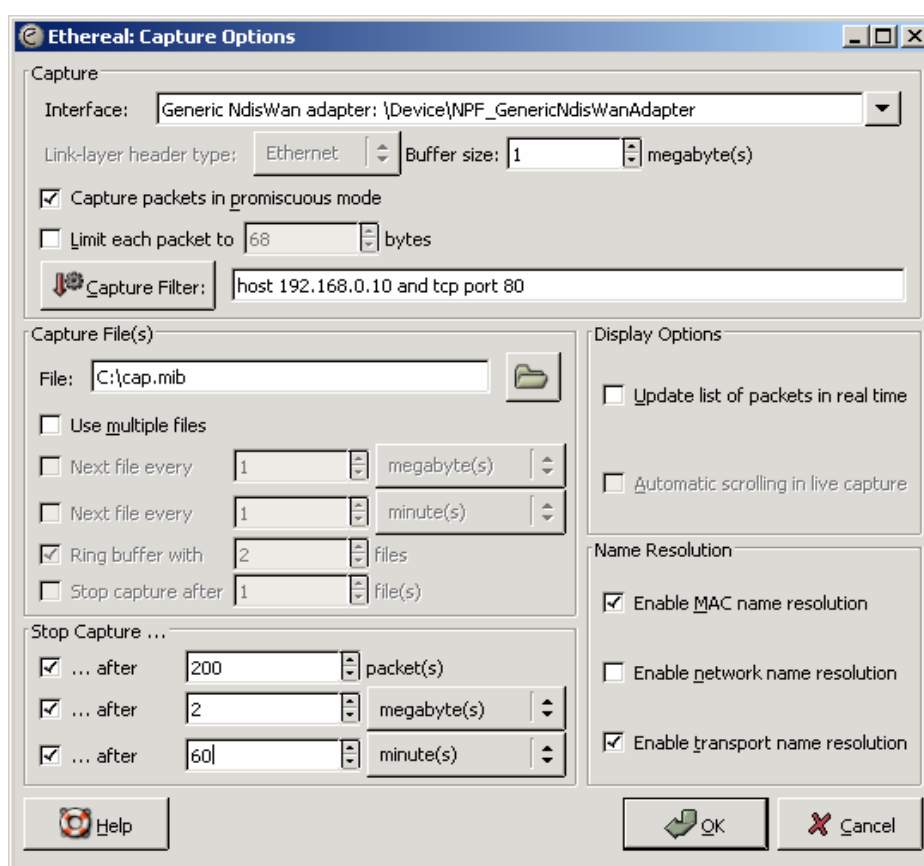 Ethereal: Capture Options
Capture
Interface: Generic NdisWan adapter: \Device\NPF_GenericNdisWanAdapter
Link-layer header type: Ethernet Buffer size: 1 megabyte(s)
Capture packets in promiscuous mode
Limit each packet to 68 bytes
Capture Filter: host 192.168.0.10 and tcp port 80
Capture File(s)
File: C:\cap.mib
Use multiple files
Next file every 1 megabyte(s)
Next file every 1 minute(s)
Ring buffer with 2 files
Stop capture after 1 file(s)
Stop Capture ...
... after 200 packet(s)
... after 2 megabyte(s)
... after 60 minute(s)
Display Options
Update list of packets in real time
Automatic scrolling in live capture
Name Resolution
Enable MAC name resolution
Enable network name resolution
Enable transport name resolution
Help
OK
Cancel